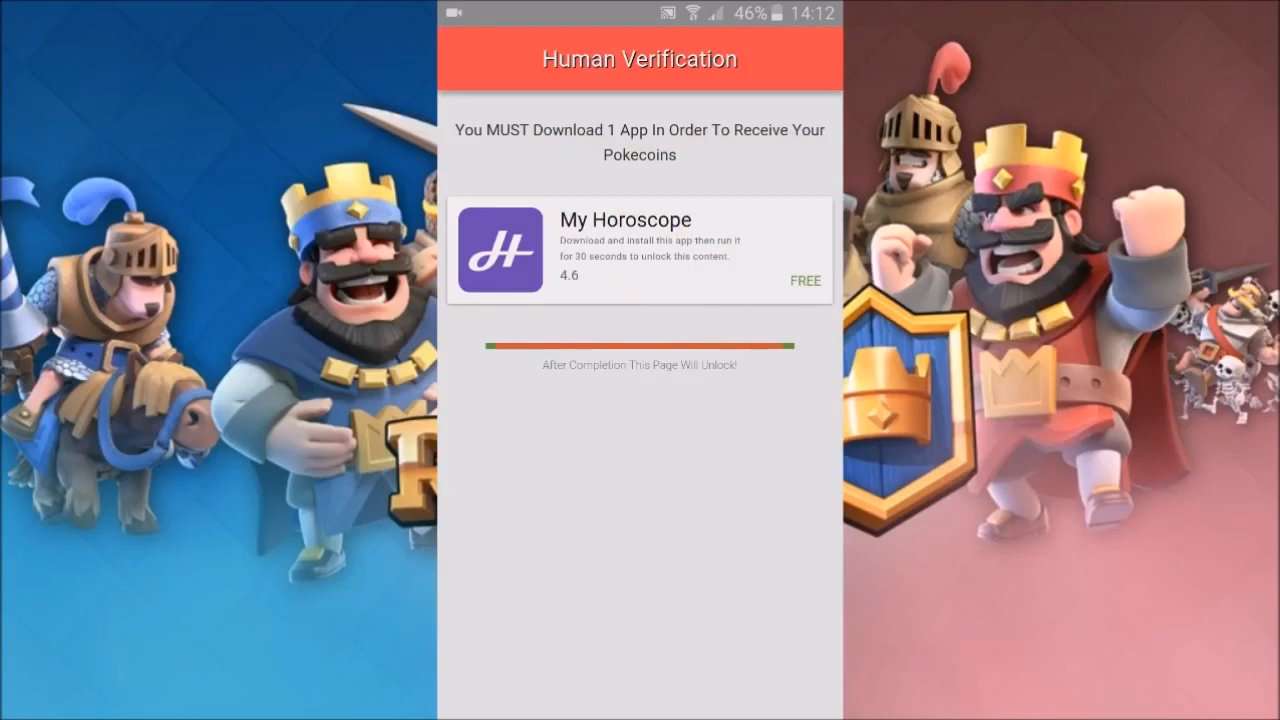 46% 14:12
Human Verification
You MUST Download 1 App In Order To Receive Your
Pokecoins
My Horoscope
Download and install this app then run it
for 30 seconds to unlock this content.
4.6
FREE
After Completion This Page Will Unlock!